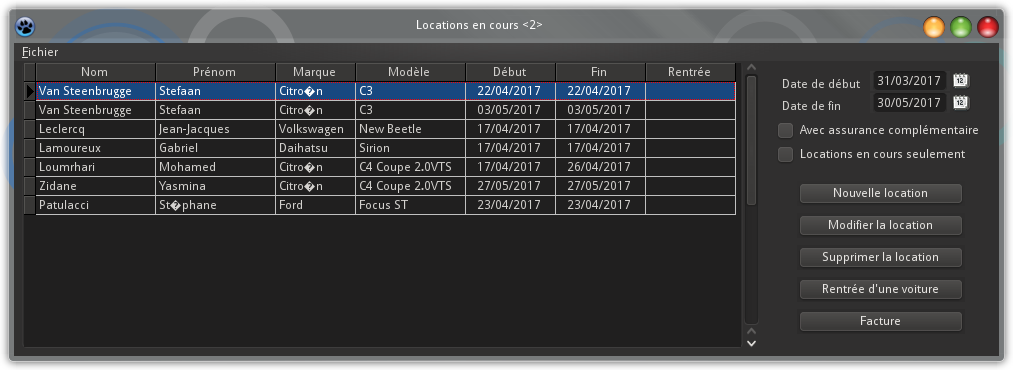 Locations en cours <2>
Fichier
Nom Prénom Marque Modèle Début Fin Rentrée
Van Steenbrugge Stefaan Citro�n C3 22/04/2017 22/04/2017
Van Steenbrugge Stefaan Citro�n C3 03/05/2017 03/05/2017
Leclercq Jean-Jacques Volkswagen New Beetle 17/04/2017 17/04/2017
Lamoureux Gabriel Daihatsu Sirion 17/04/2017 17/04/2017
Loumrhari Mohamed Citro�n C4 Coupe 2.0VTS 17/04/2017 26/04/2017
Zidane Yasmina Citro�n C4 Coupe 2.0VTS 27/05/2017 27/05/2017
Patulacci St�phane Ford Focus ST 23/04/2017 23/04/2017
Date de début 31/03/2017 12
Date de fin 30/05/2017 12
Avec assurance complémentaire
Locations en cours seulement
Nouvelle location
Modifier la location
Supprimer la location
Rentrée d'une voiture
Facture